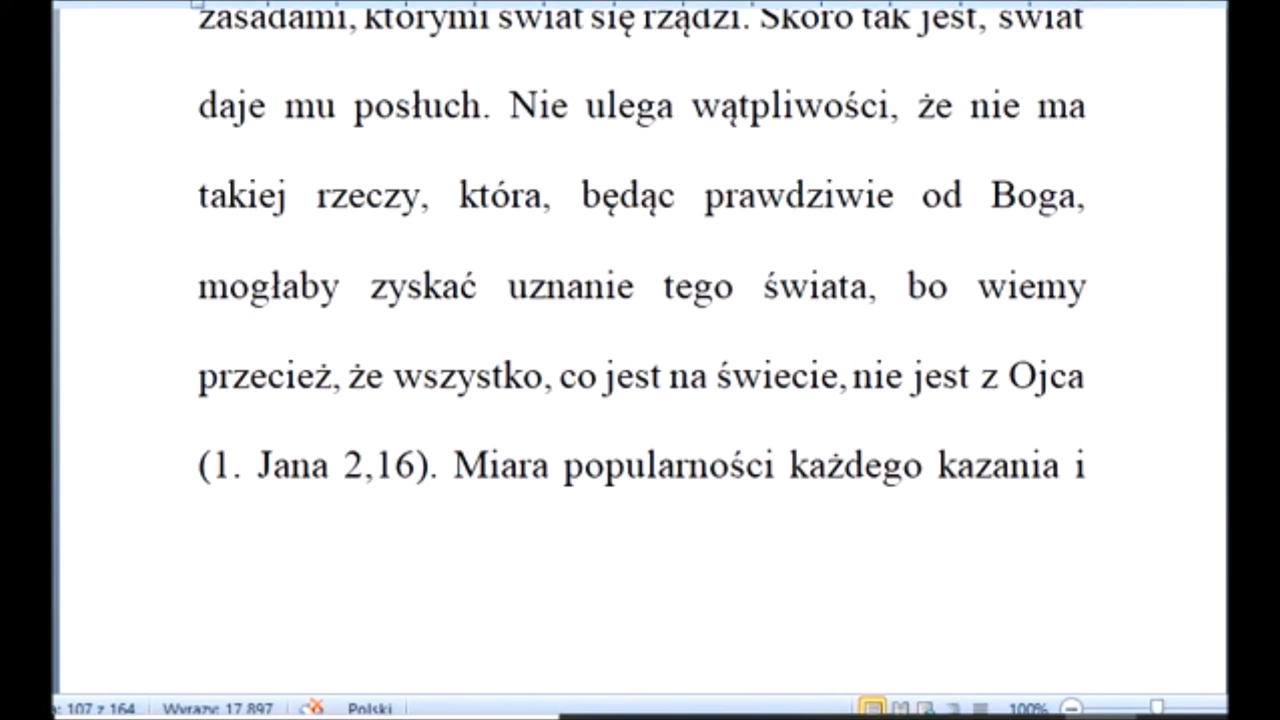 zasadami, którymi świat się rządzi. Skoro tak jest, świat
daje mu posłuch. Nie ulega wątpliwości, że nie ma
takiej rzeczy, która, będąc prawdziwie od Boga,
mogłaby zyskać uznanie tego świata, bo wiemy
przecież, że wszystko, co jest na świecie, nie jest z Ojca
(1. Jana 2,16). Miara popularności każdego kazania i
107 z 164 Wyrazy: 17 897 Polski 100%